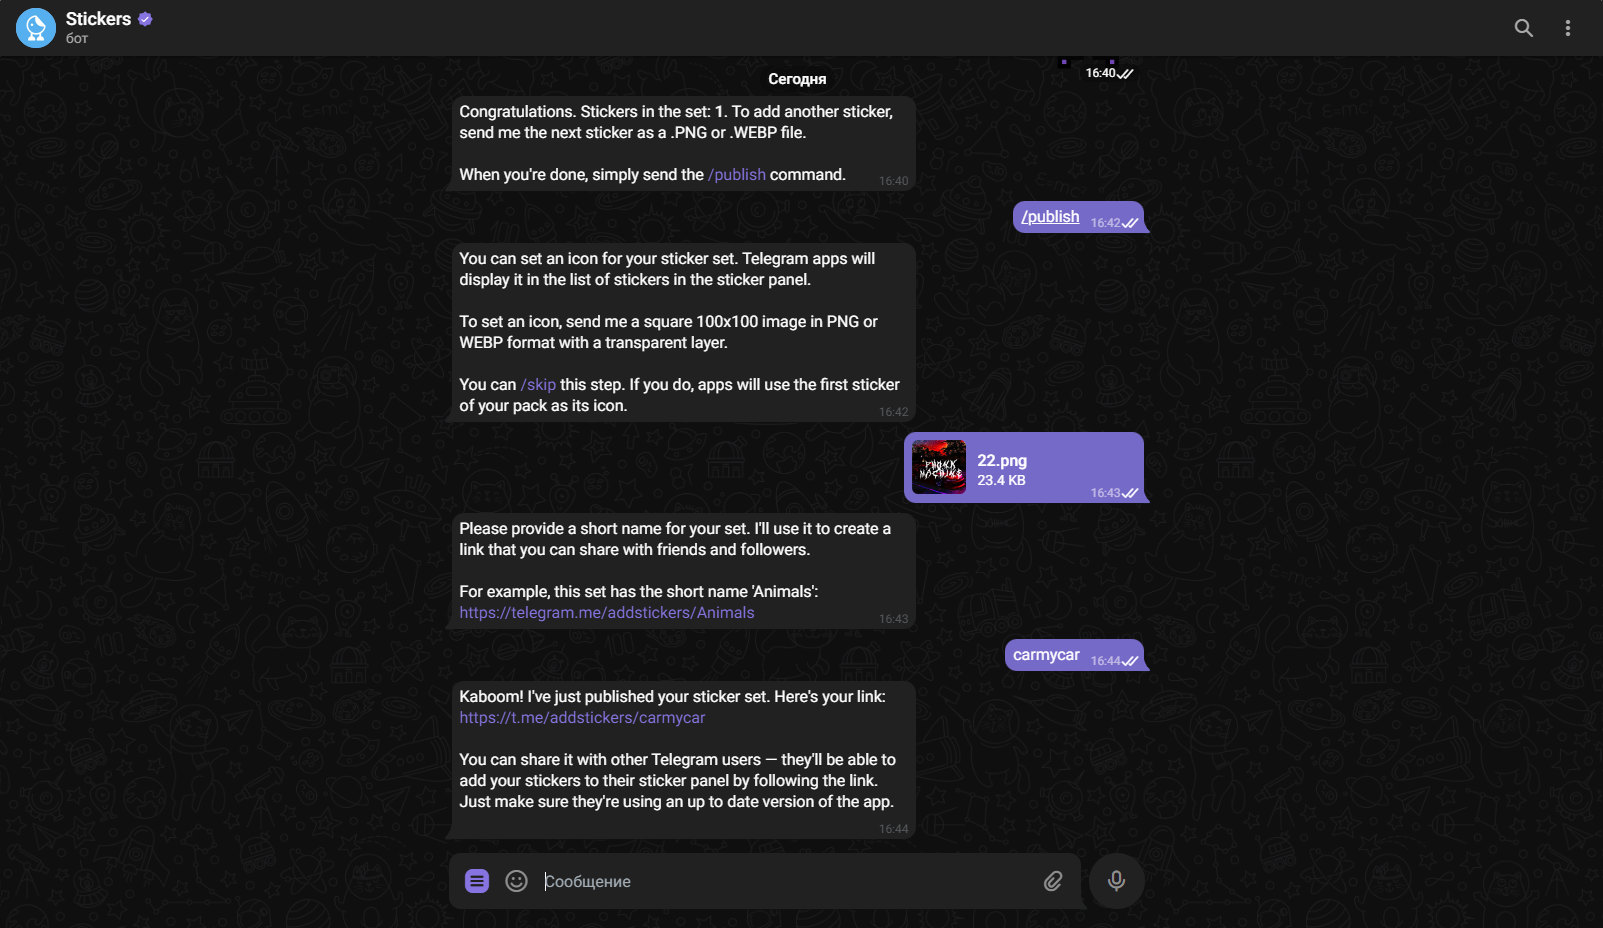 Stickers
бот
16:40
Сегодня
Congratulations. Stickers in the set: 1. To add another sticker,
send me the next sticker as a .PNG or .WEBP file.
When you're done, simply send the /publish command.
16:40
/publish
16:42
You can set an icon for your sticker set. Telegram apps will
display it in the list of stickers in the sticker panel.
To set an icon, send me a square 100x100 image in PNG or
WEBP format with a transparent layer.
You can /skip this step. If you do, apps will use the first sticker
of your pack as its icon.
16:42
PHONK
MACHINE
22.png
23.4 KB
16:43
Please provide a short name for your set. I'll use it to create a
link that you can share with friends and followers.
For example, this set has the short name 'Animals':
https://telegram.me/addstickers/Animals
16:43
carmycar
16:44
Kaboom! I've just published your sticker set. Here's your link:
https://t.me/addstickers/carmycar
You can share it with other Telegram users — they'll be able to
add your stickers to their sticker panel by following the link.
Just make sure they're using an up to date version of the app.
16:44
Сообщение